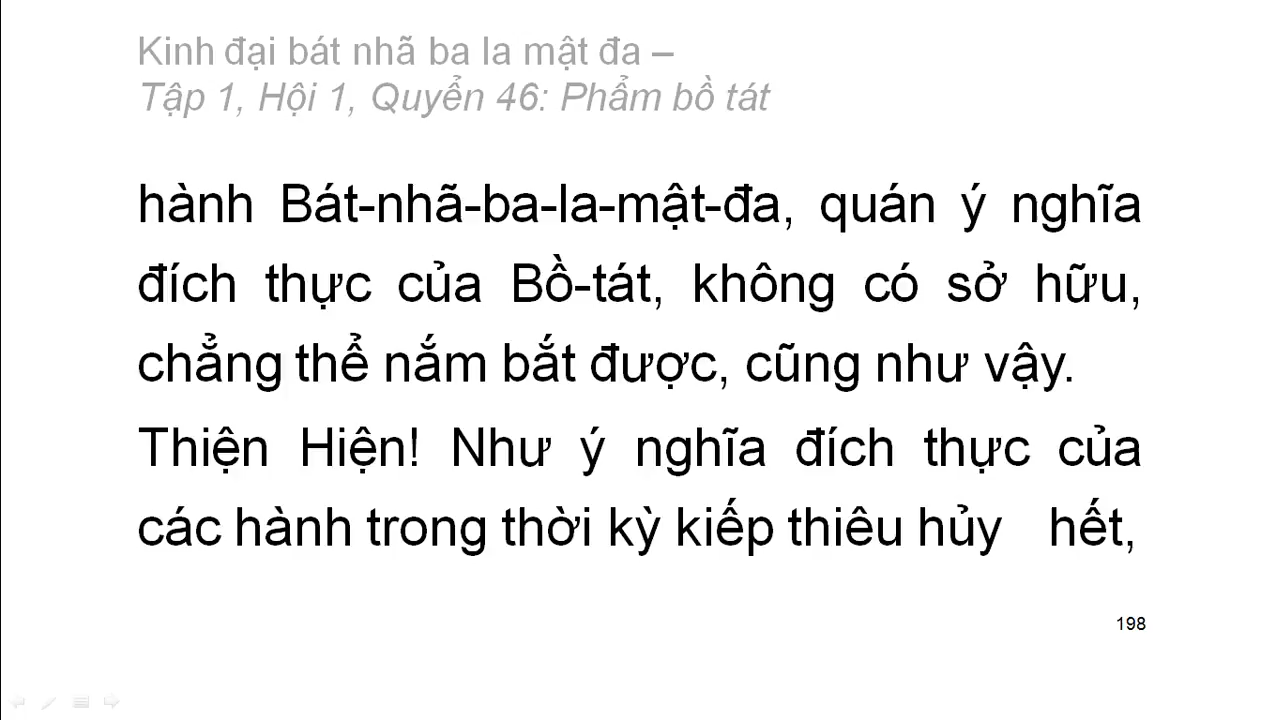 Kinh đại bát nhã ba la mật đa –
Tập 1, Hội 1, Quyển 46: Phẩm bồ tát
hành Bát-nhã-ba-la-mật-đa, quán ý nghĩa
đích thực của Bồ-tát, không có sở hữu,
chẳng thể nắm bắt được, cũng như vậy.
Thiện Hiện! Như ý nghĩa đích thực của
các hành trong thời kỳ kiếp thiêu hủy hết,
198